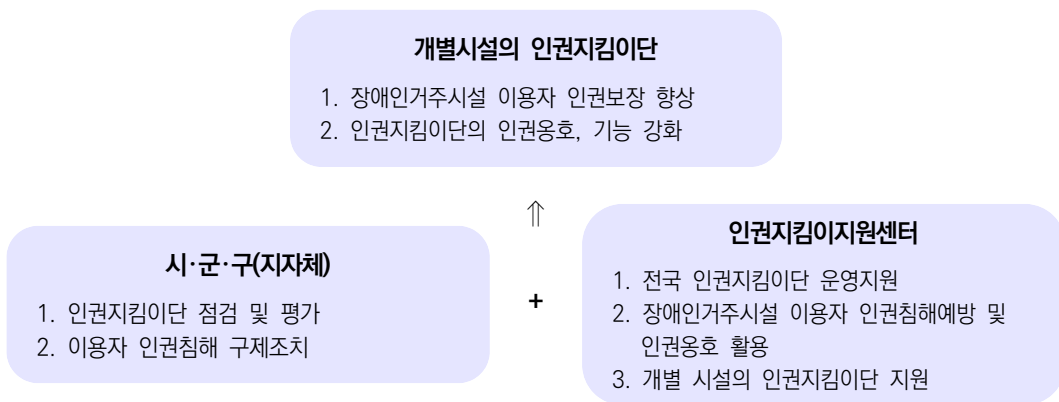 개별시설의 인권지킴이단
1. 장애인거주시설 이용자 인권보장 향상
2. 인권지킴이단의 인권옹호, 기능 강화
⇑
시·군·구(지자체)
1. 인권지킴이단 점검 및 평가
2. 이용자 인권침해 구제조치
+
인권지킴이지원센터
1. 전국 인권지킴이단 운영지원
2. 장애인거주시설 이용자 인권침해예방 및
인권옹호 활용
3. 개별 시설의 인권지킴이단 지원